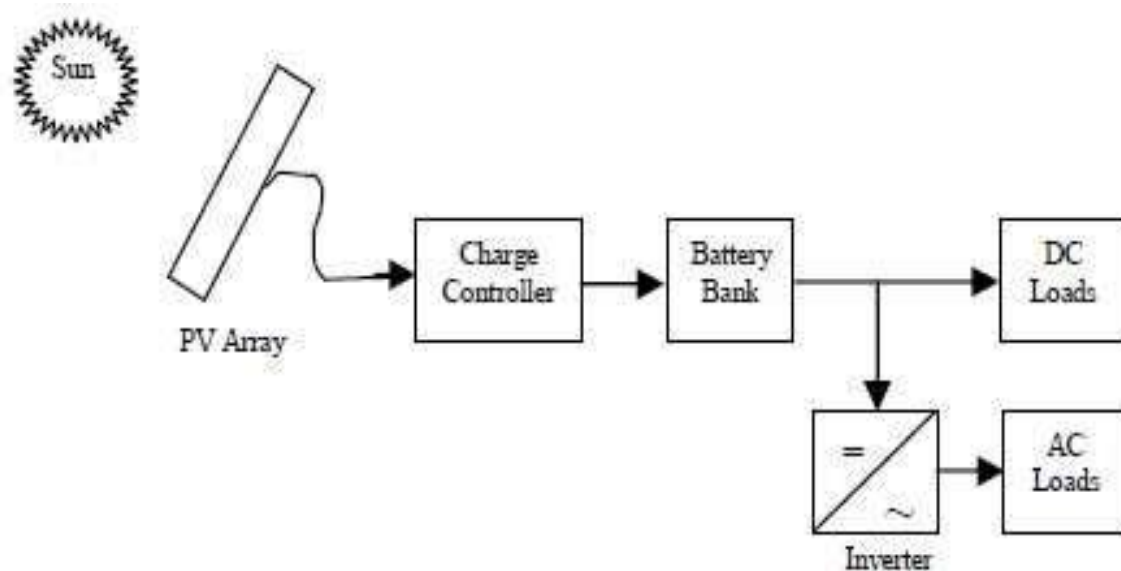 Sun
PV Array
Charge
Controller
Battery
Bank
DC
Loads
=
~
Inverter
AC
Loads